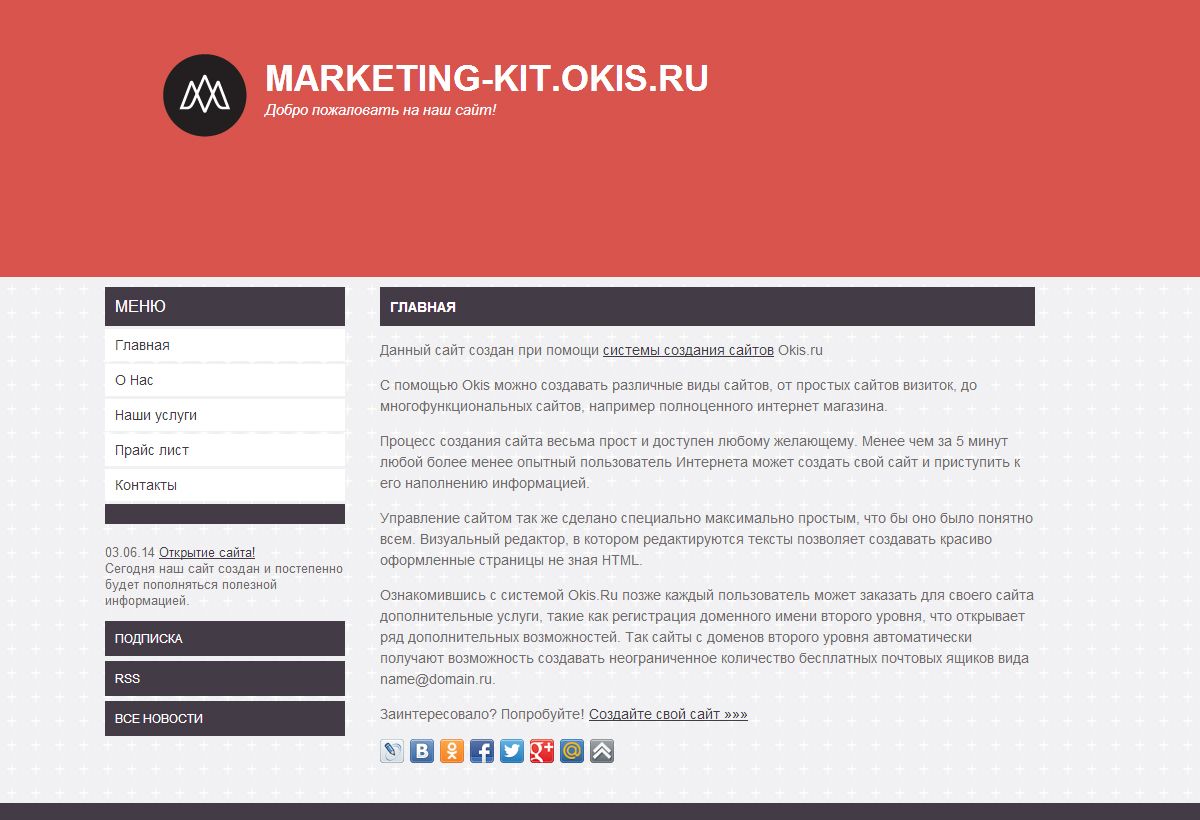 MARKETING-KIT.OKIS.RU
Добро пожаловать на наш сайт!
МЕНЮ
Главная
О Нас
Наши услуги
Прайс лист
Контакты
03.06.14 Открытие сайта!
Сегодня наш сайт создан и постепенно
будет пополняться полезной
информацией.
ПОДПИСКА
RSS
ВСЕ НОВОСТИ
ГЛАВНАЯ
Данный сайт создан при помощи системы создания сайтов Okis.ru
С помощью Okis можно создавать различные виды сайтов, от простых сайтов визиток, до
многофункциональных сайтов, например полноценного интернет магазина.
Процесс создания сайта весьма прост и доступен любому желающему. Менее чем за 5 минут
любой более менее опытный пользователь Интернета может создать свой сайт и приступить к
его наполнению информацией.
Управление сайтом так же сделано специально максимально простым, что бы оно было понятно
всем. Визуальный редактор, в котором редактируются тексты позволяет создавать красиво
оформленные страницы не зная HTML.
Ознакомившись с системой Okis.Ru позже каждый пользователь может заказать для своего сайта
дополнительные услуги, такие как регистрация доменного имени второго уровня, что открывает
ряд дополнительных возможностей. Так сайты с доменов второго уровня автоматически
получают возможность создавать неограниченное количество бесплатных почтовых ящиков вида
name@domain.ru.
Заинтересовало? Попробуйте! Создайте свой сайт »»»